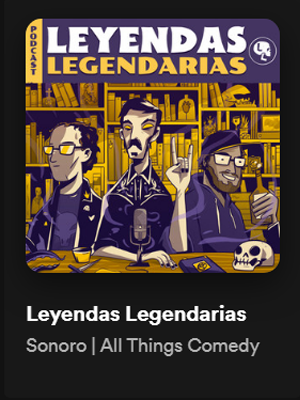 PODCAST
LEYENDAS
LEGENDARIAS
LL
Leyendas Legendarias
Sonoro | All Things Comedy